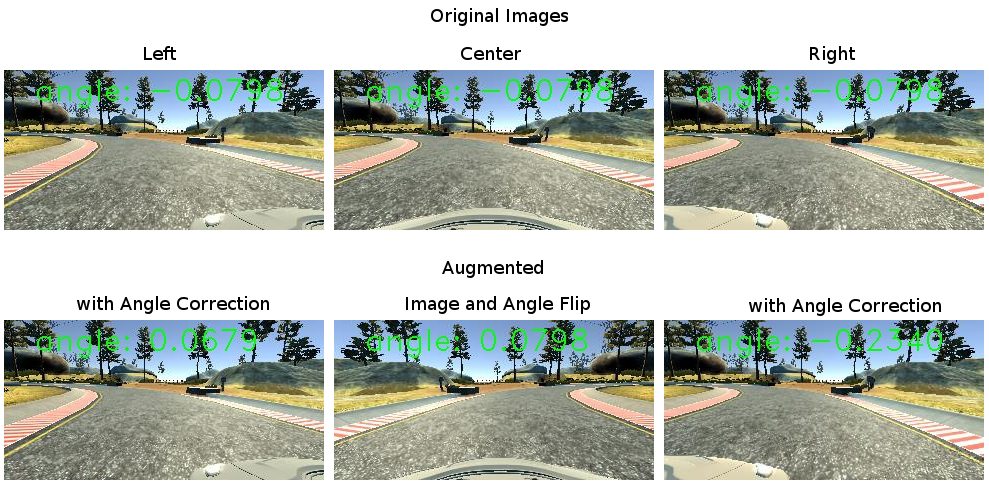 Original Images
Left Center Right
angle: −0.0798 angle: −0.0798 angle: −0.0798
Augmented
with Angle Correction Image and Angle Flip with Angle Correction
angle: 0.0679 angle: 0.0798 angle: −0.2340